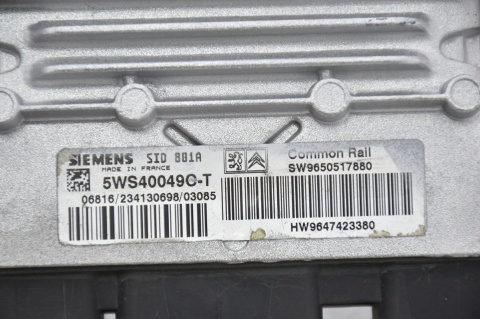 SIEMENS SID 801A
MADE IN FRANCE
5WS40049C-T
06816/234130698/03085
Common Rail
SW9650517880
HW9647423380